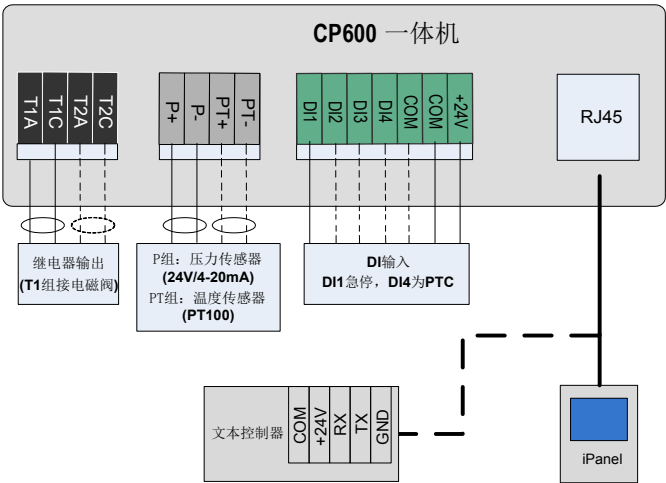 CP600 一体机
T1A
T1C
T2A
T2C
P+
P-
PT+
PT-
DI1
DI2
DI3
DI4
COM
COM
+24V
RJ45
继电器输出
(T1组接电磁阀)
P组：压力传感器
(24V/4-20mA)
PT组：温度传感器
(PT100)
DI输入
DI1急停，DI4为PTC
文本控制器
COM
+24V
RX
TX
GND
iPanel